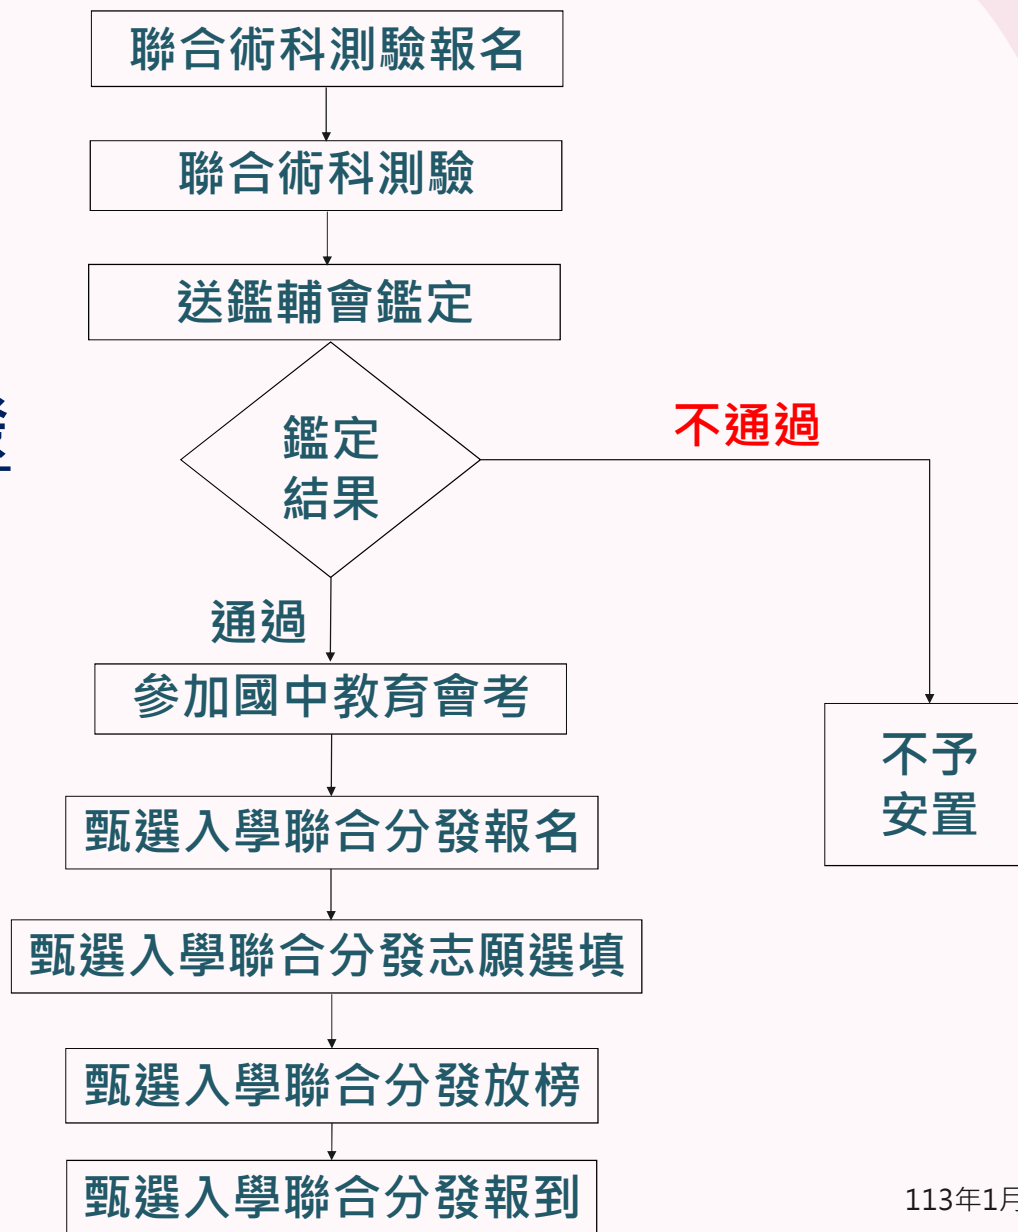 聯合術科測驗報名
聯合術科測驗
送鑑輔會鑑定
鑑定
結果
不通過
通過
參加國中教育會考
不予
安置
甄選入學聯合分發報名
甄選入學聯合分發志願選填
甄選入學聯合分發放榜
甄選入學聯合分發報到
113年1月